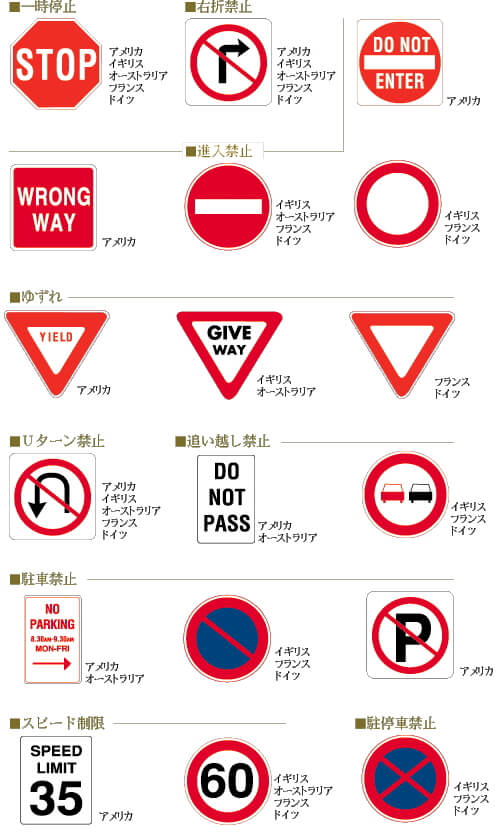 ■一時停止
STOP
アメリカ
イギリス
オーストラリア
フランス
ドイツ
■右折禁止
アメリカ
イギリス
オーストラリア
フランス
ドイツ
DO NOT
ENTER
アメリカ
WRONG
WAY
アメリカ
■進入禁止
イギリス
オーストラリア
フランス
ドイツ
イギリス
フランス
ドイツ
■ゆずれ
YIELD
アメリカ
GIVE
WAY
イギリス
オーストラリア
フランス
ドイツ
■Uターン禁止
アメリカ
イギリス
オーストラリア
フランス
ドイツ
■追い越し禁止
DO
NOT
PASS
アメリカ
オーストラリア
イギリス
フランス
ドイツ
■駐車禁止
NO
PARKING
8.30AM-9.30AM
MON-FRI
アメリカ
オーストラリア
イギリス
フランス
ドイツ
P
アメリカ
■スピード制限
SPEED
LIMIT
35
アメリカ
60
イギリス
オーストラリア
フランス
ドイツ
■駐停車禁止
イギリス
フランス
ドイツ